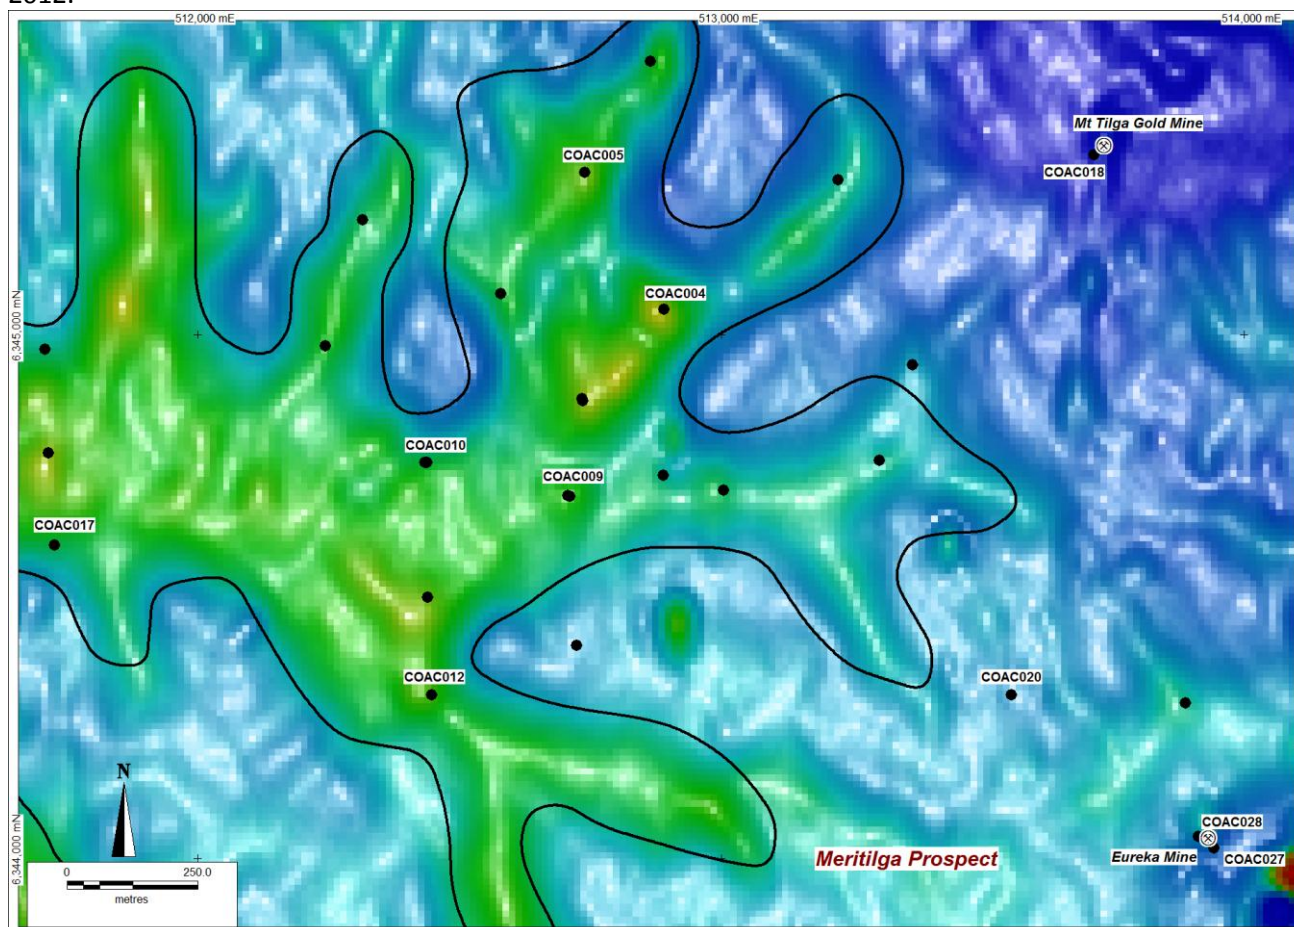 2012.
512,000 mE
513,000 mE
514,000 mE
Mt Tilga Gold Mine
COAC018
COAC005
COAC004
6,345,000 mN
COAC010
COAC009
COAC017
COAC012
COAC020
N
6,344,000 mN
COAC028
Meritilga Prospect
Eureka Mine
COAC027
0 250.0
metres